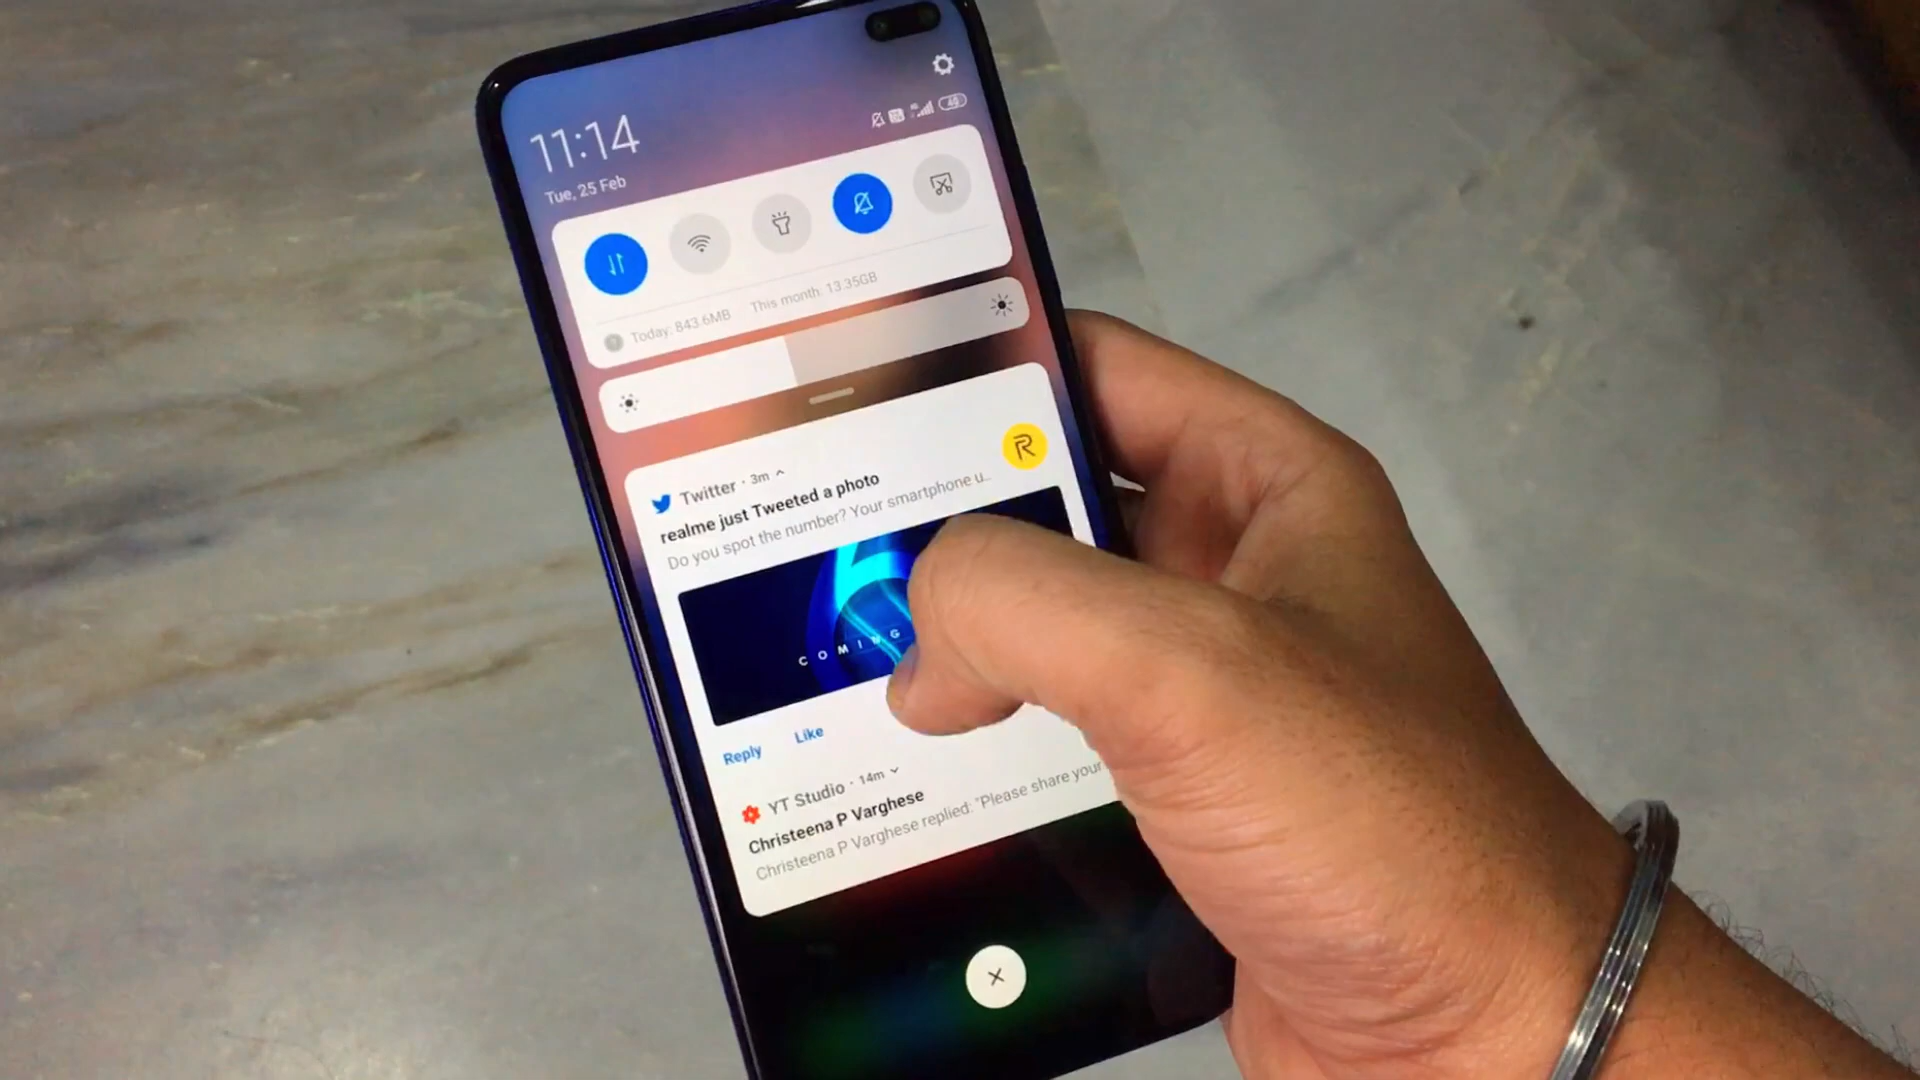 11:14
Tue, 25 Feb
4G
49
Today: 843.6MB This month: 13.35GB
Twitter · 3m
R
realme just Tweeted a photo
Do you spot the number? Your smartphone u..
COMING
Reply Like
YT Studio · 14m
Christeena P Varghese
Christeena P Varghese replied: "Please share your